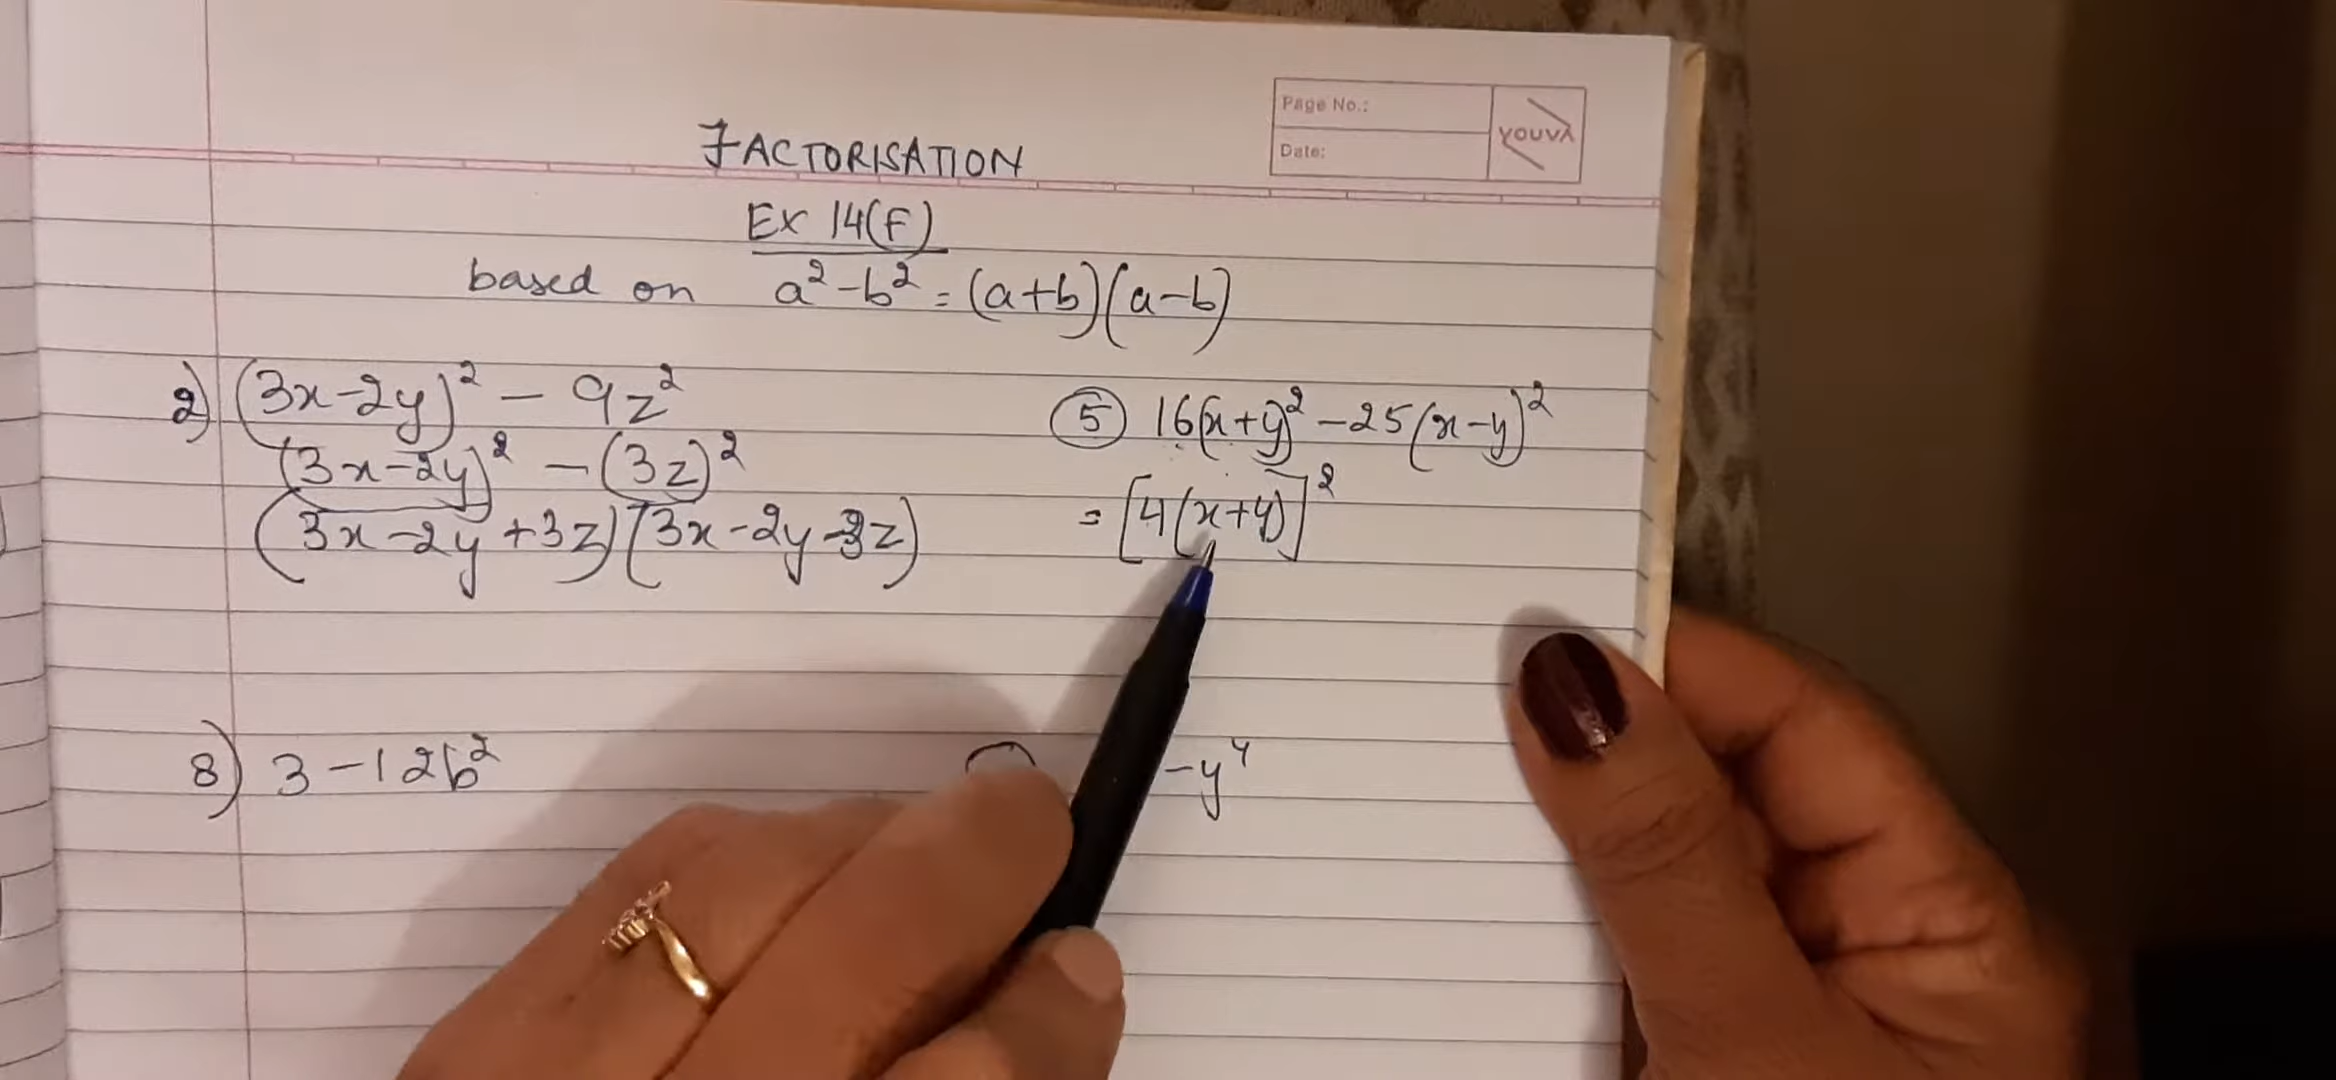 Page No.:
Date:
YOUVA
FACTORISATION
Ex 14(F)
based on a² - b² = (a+b)(a-b)
2) (3x-2y)² - 9z²
(3x-2y)² - (3z)²
(3x-2y+3z)(3x-2y-3z)
5 16(x+y)² - 25(x-y)²
= [4(x+y)]²
8) 3 - 12b²
-y⁴